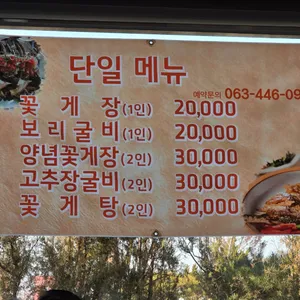 단일 메뉴
예약문의 063-446-09
꽃 게 장(1인) 20,000
보리굴비(1인) 20,000
양념꽃게장(2인) 30,000
고추장굴비(2인) 30,000
꽃 게 탕(2인) 30,000